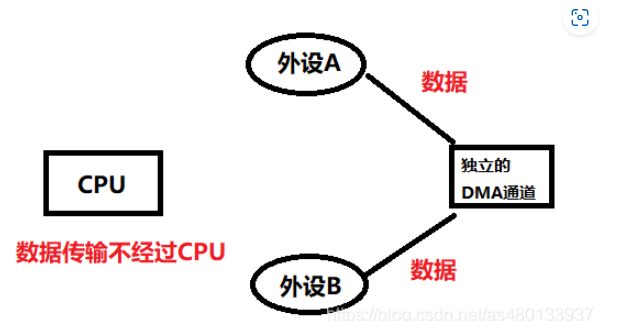 外设A
数据
独立的
DMA通道
CPU
数据传输不经过CPU
外设B
数据
https://blog.csdn.net/as480133937